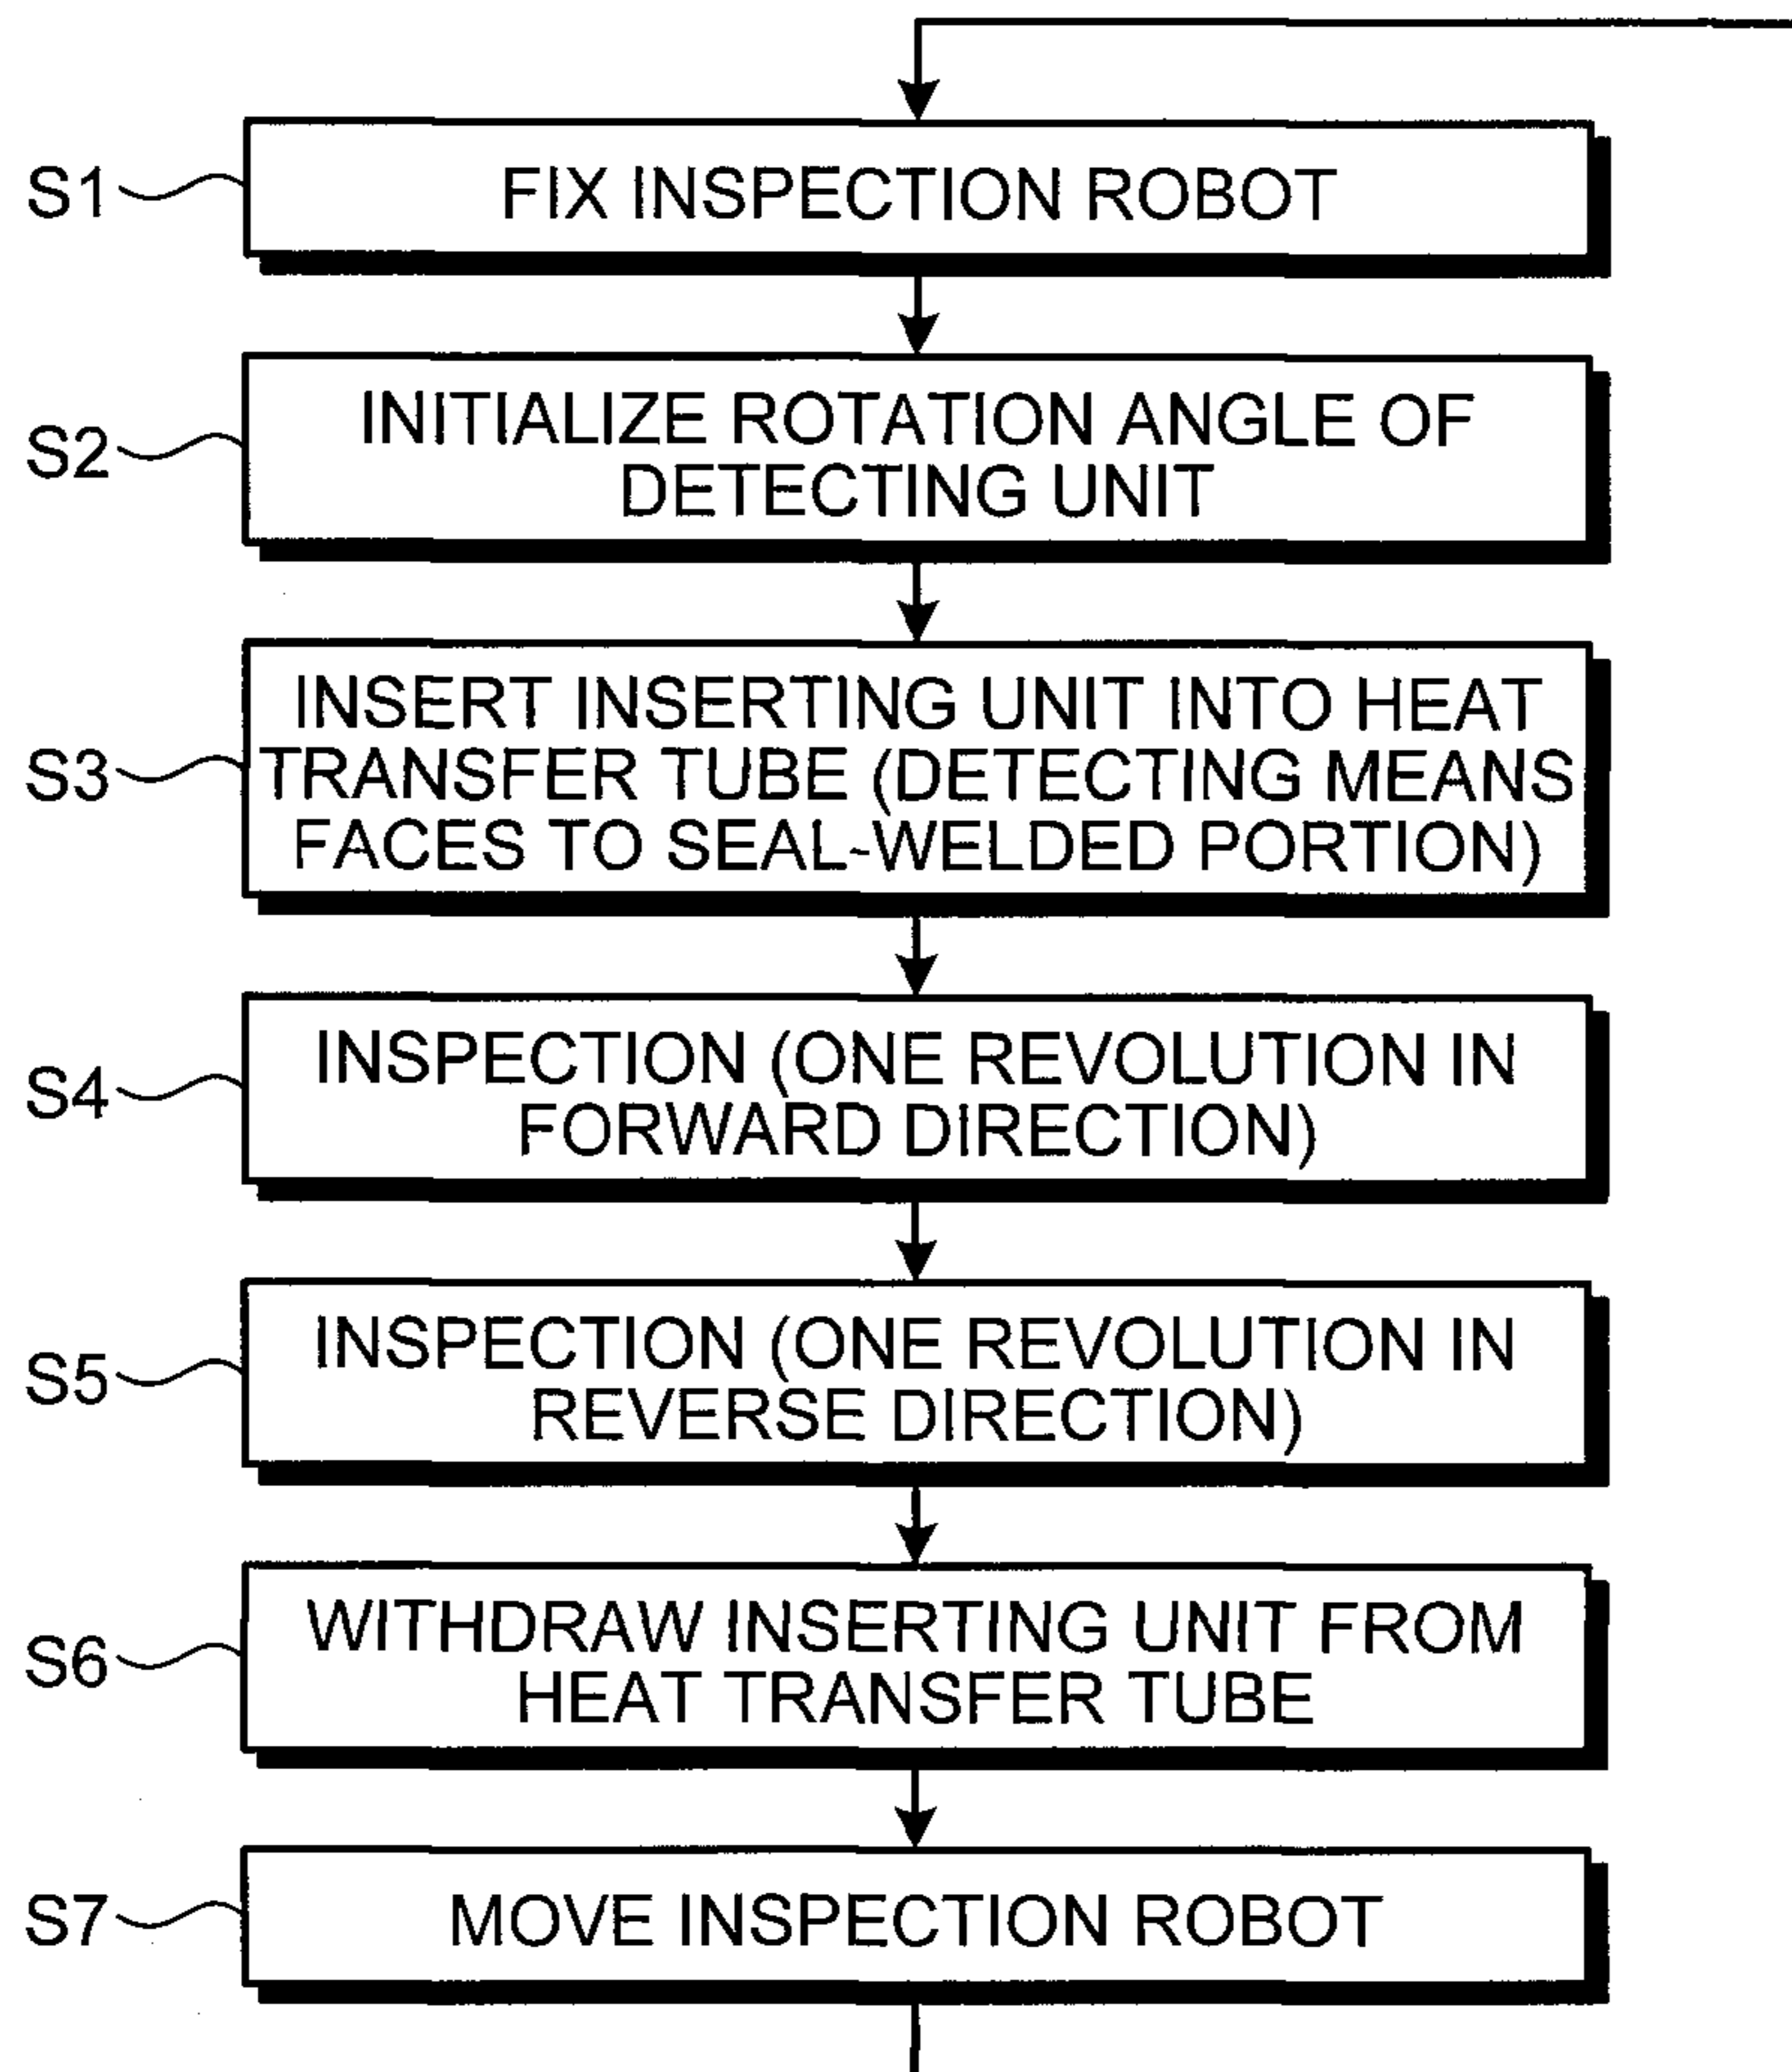 S1
FIX INSPECTION ROBOT
S2
INITIALIZE ROTATION ANGLE OF
DETECTING UNIT
S3
INSERT INSERTING UNIT INTO HEAT
TRANSFER TUBE (DETECTING MEANS
FACES TO SEAL-WELDED PORTION)
S4
INSPECTION (ONE REVOLUTION IN
FORWARD DIRECTION)
S5
INSPECTION (ONE REVOLUTION IN
REVERSE DIRECTION)
S6
WITHDRAW INSERTING UNIT FROM
HEAT TRANSFER TUBE
S7
MOVE INSPECTION ROBOT